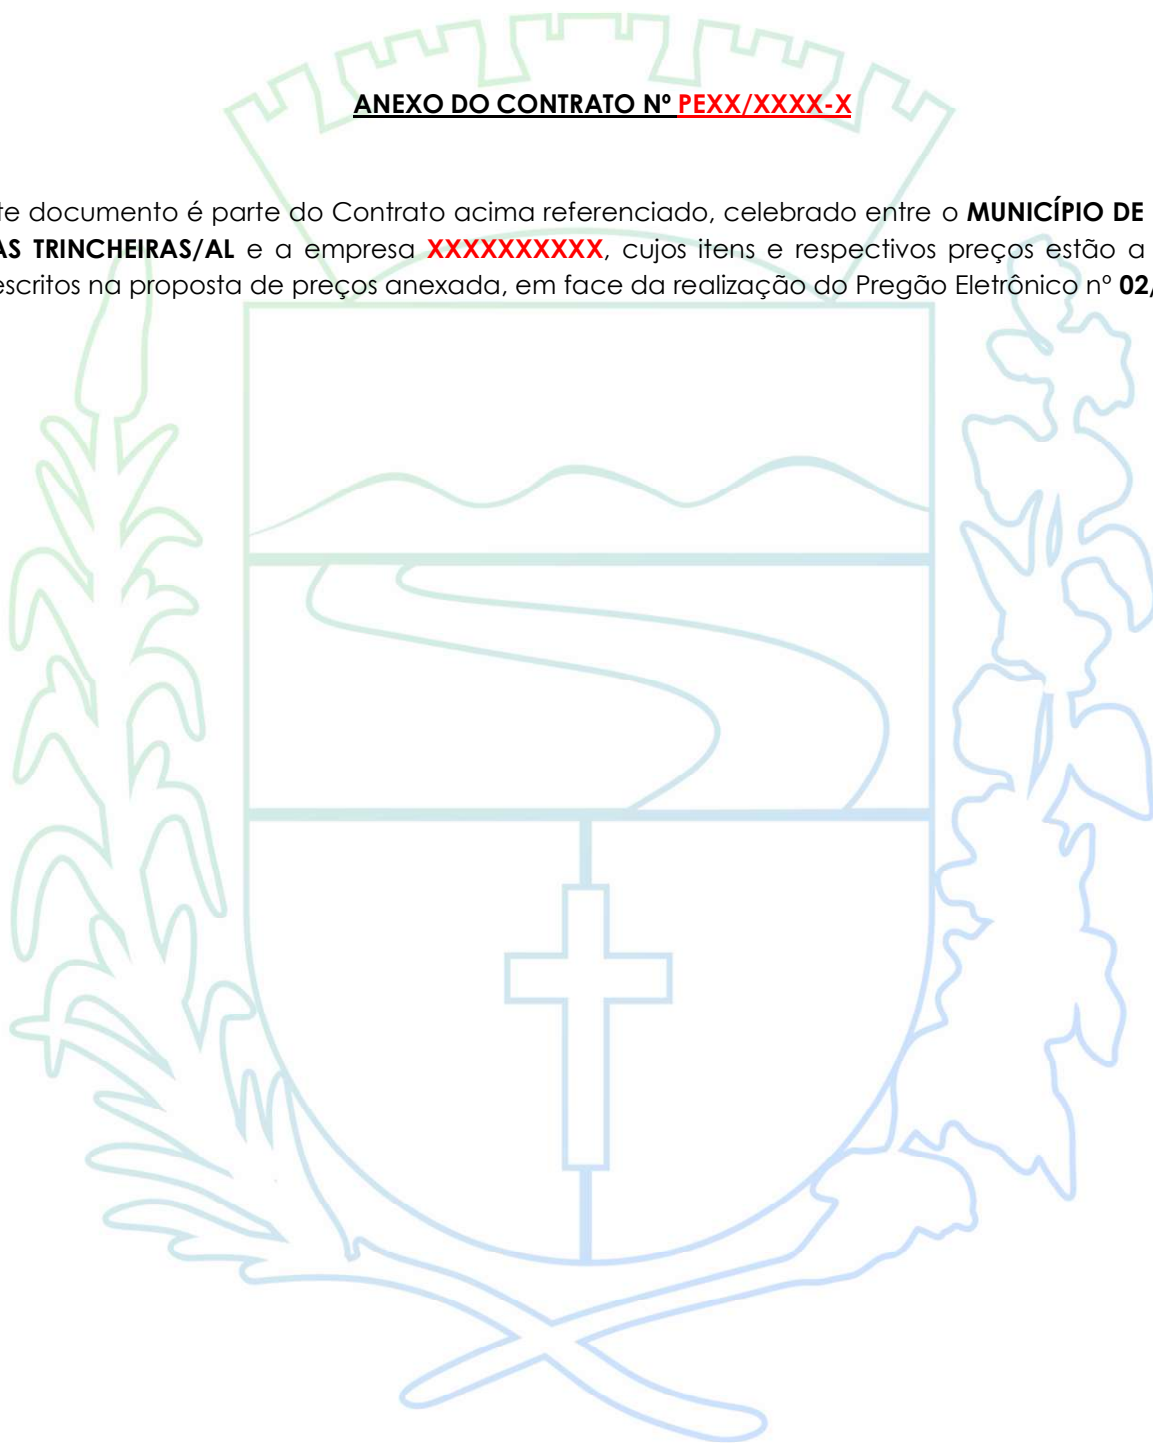 ANEXO DO CONTRATO Nº PEXX/XXXX-X
te documento é parte do Contrato acima referenciado, celebrado entre o MUNICÍPIO DE
AS TRINCHEIRAS/AL e a empresa XXXXXXXXXX, cujos itens e respectivos preços estão a
escritos na proposta de preços anexada, em face da realização do Pregão Eletrônico nº 02/